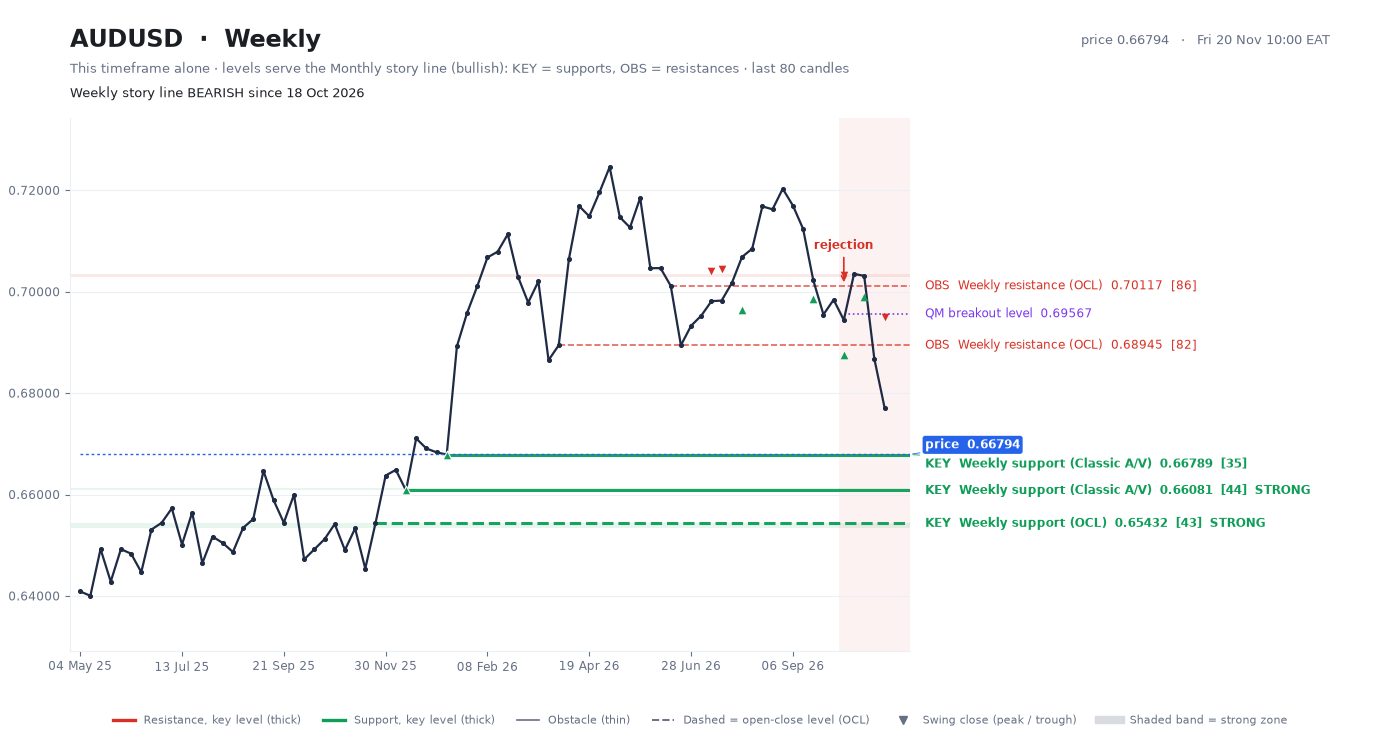 AUDUSD · Weekly
price 0.66794 · Fri 20 Nov 10:00 EAT
This timeframe alone · levels serve the Monthly story line (bullish): KEY = supports, OBS = resistances · last 80 candles
Weekly story line BEARISH since 18 Oct 2026
0.72000
rejection
0.70000
OBS Weekly resistance (OCL) 0.70117 [86]
QM breakout level 0.69567
OBS Weekly resistance (OCL) 0.68945 [82]
0.68000
price 0.66794
KEY Weekly support (Classic A/V) 0.66789 [35]
0.66000
KEY Weekly support (Classic A/V) 0.66081 [44] STRONG
KEY Weekly support (OCL) 0.65432 [43] STRONG
0.64000
04 May 25
13 Jul 25
21 Sep 25
30 Nov 25
08 Feb 26
19 Apr 26
28 Jun 26
06 Sep 26
Resistance, key level (thick)
Support, key level (thick)
Obstacle (thin)
Dashed = open-close level (OCL)
Swing close (peak / trough)
Shaded band = strong zone